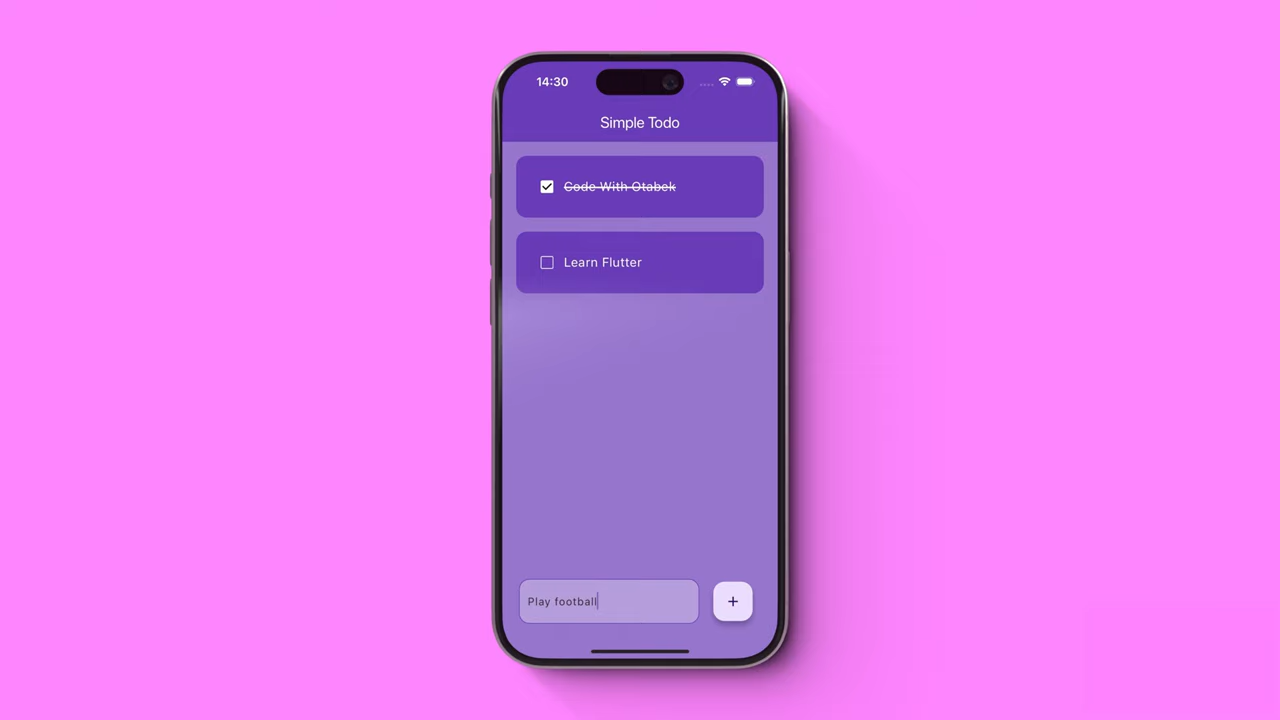 14:30
Simple Todo
Code With Otabek
Learn Flutter
Play football
+